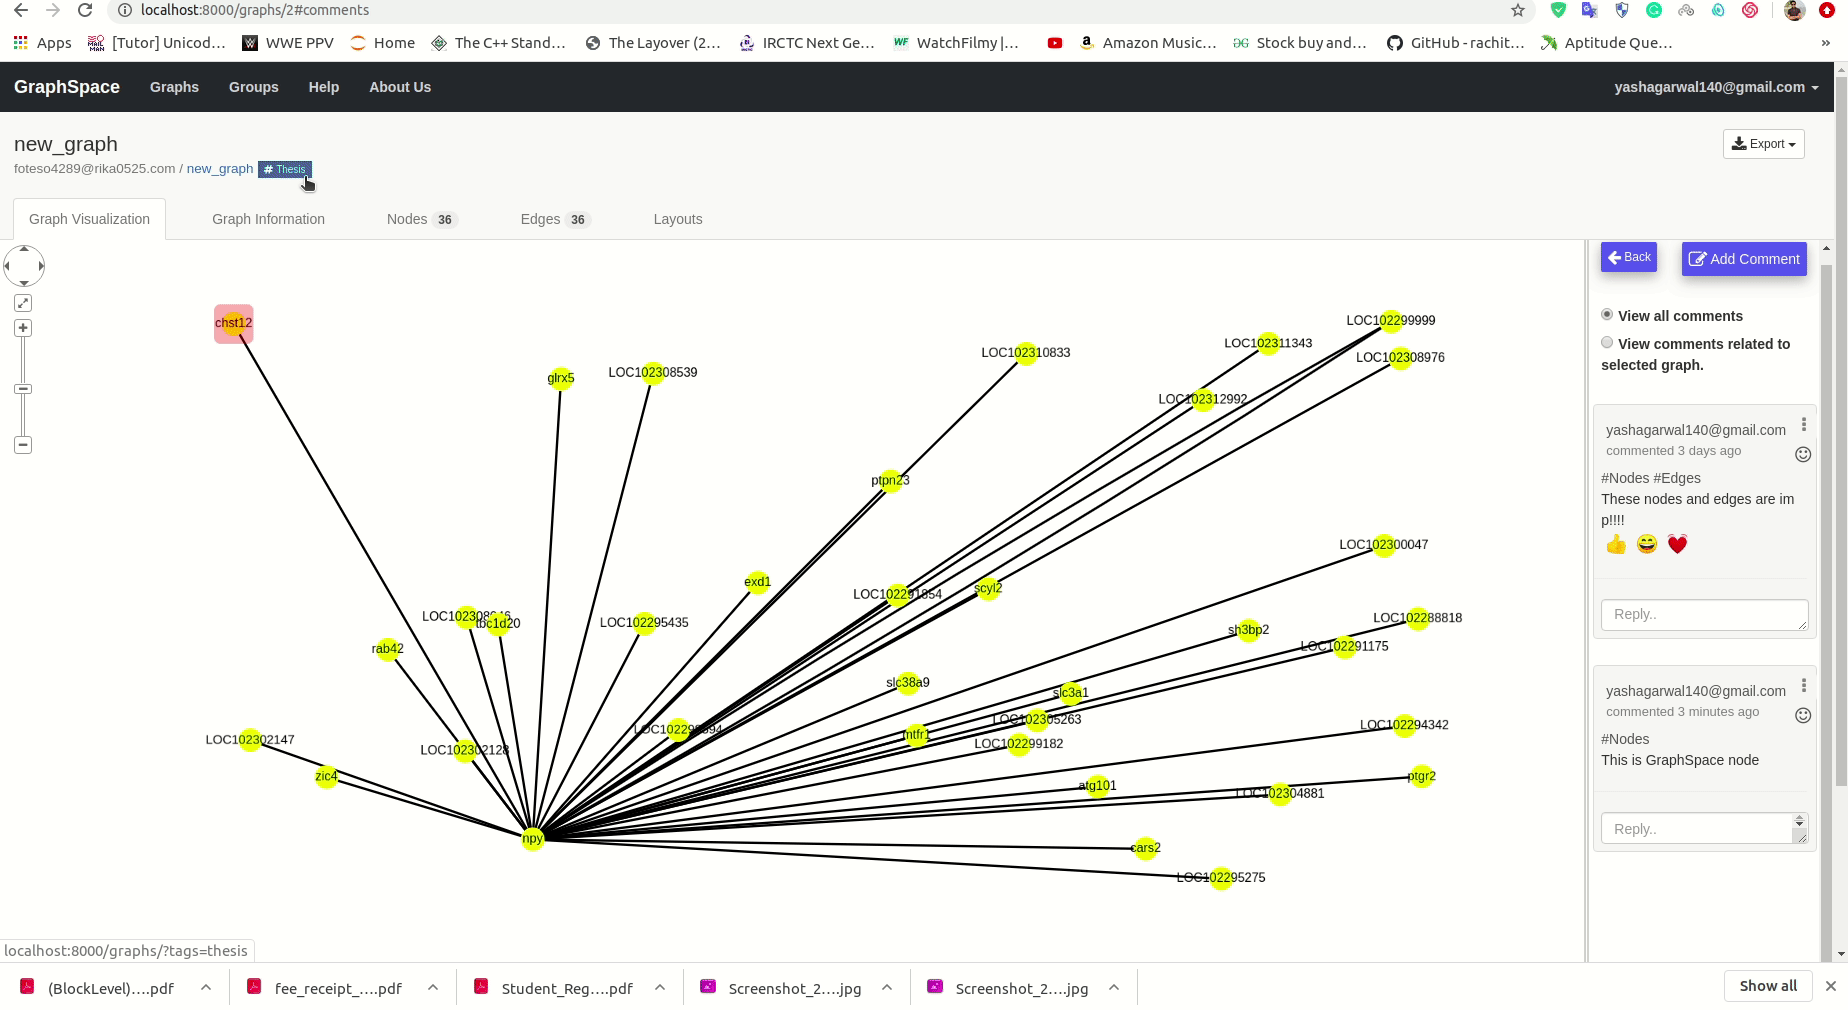 localhost:8000/graphs/2#comments
Apps [Tutor] Unicod... WWE PPV Home The C++ Stand... The Layover (2... IRCTC Next Ge... WatchFilmy |... Amazon Music... Stock buy and... GitHub - rachit... Aptitude Que... »
GraphSpace Graphs Groups Help About Us yashagarwal140@gmail.com
new_graph
Export
foteso4289@rika0525.com / new_graph # Thesis
Graph Visualization Graph Information Nodes 36 Edges 36 Layouts
Back Add Comment
View all comments
View comments related to
selected graph.
chst12
LOC102299999
LOC102311343
LOC102310833
LOC102308976
glrx5
LOC102308539
LOC102312992
ptpn23
LOC102300047
exd1
LOC102291854
scyl2
tbc1d20
LOC102295435
LOC102288818
sh3bp2
rab42
LOC102291175
slc38a9
slc3a1
LOC102305263
LOC102294342
mtfr1
LOC102302147
LOC102302128
LOC102299182
zic4
ptgr2
atg101
LOC102304881
npy
cars2
LOC102295275
yashagarwal140@gmail.com
commented 3 days ago
#Nodes #Edges
These nodes and edges are im
p!!!!
Reply..
yashagarwal140@gmail.com
commented 3 minutes ago
#Nodes
This is GraphSpace node
Reply..
localhost:8000/graphs/?tags=thesis
(BlockLevel)....pdf fee_receipt_....pdf Student_Reg....pdf Screenshot_2....jpg Screenshot_2....jpg Show all